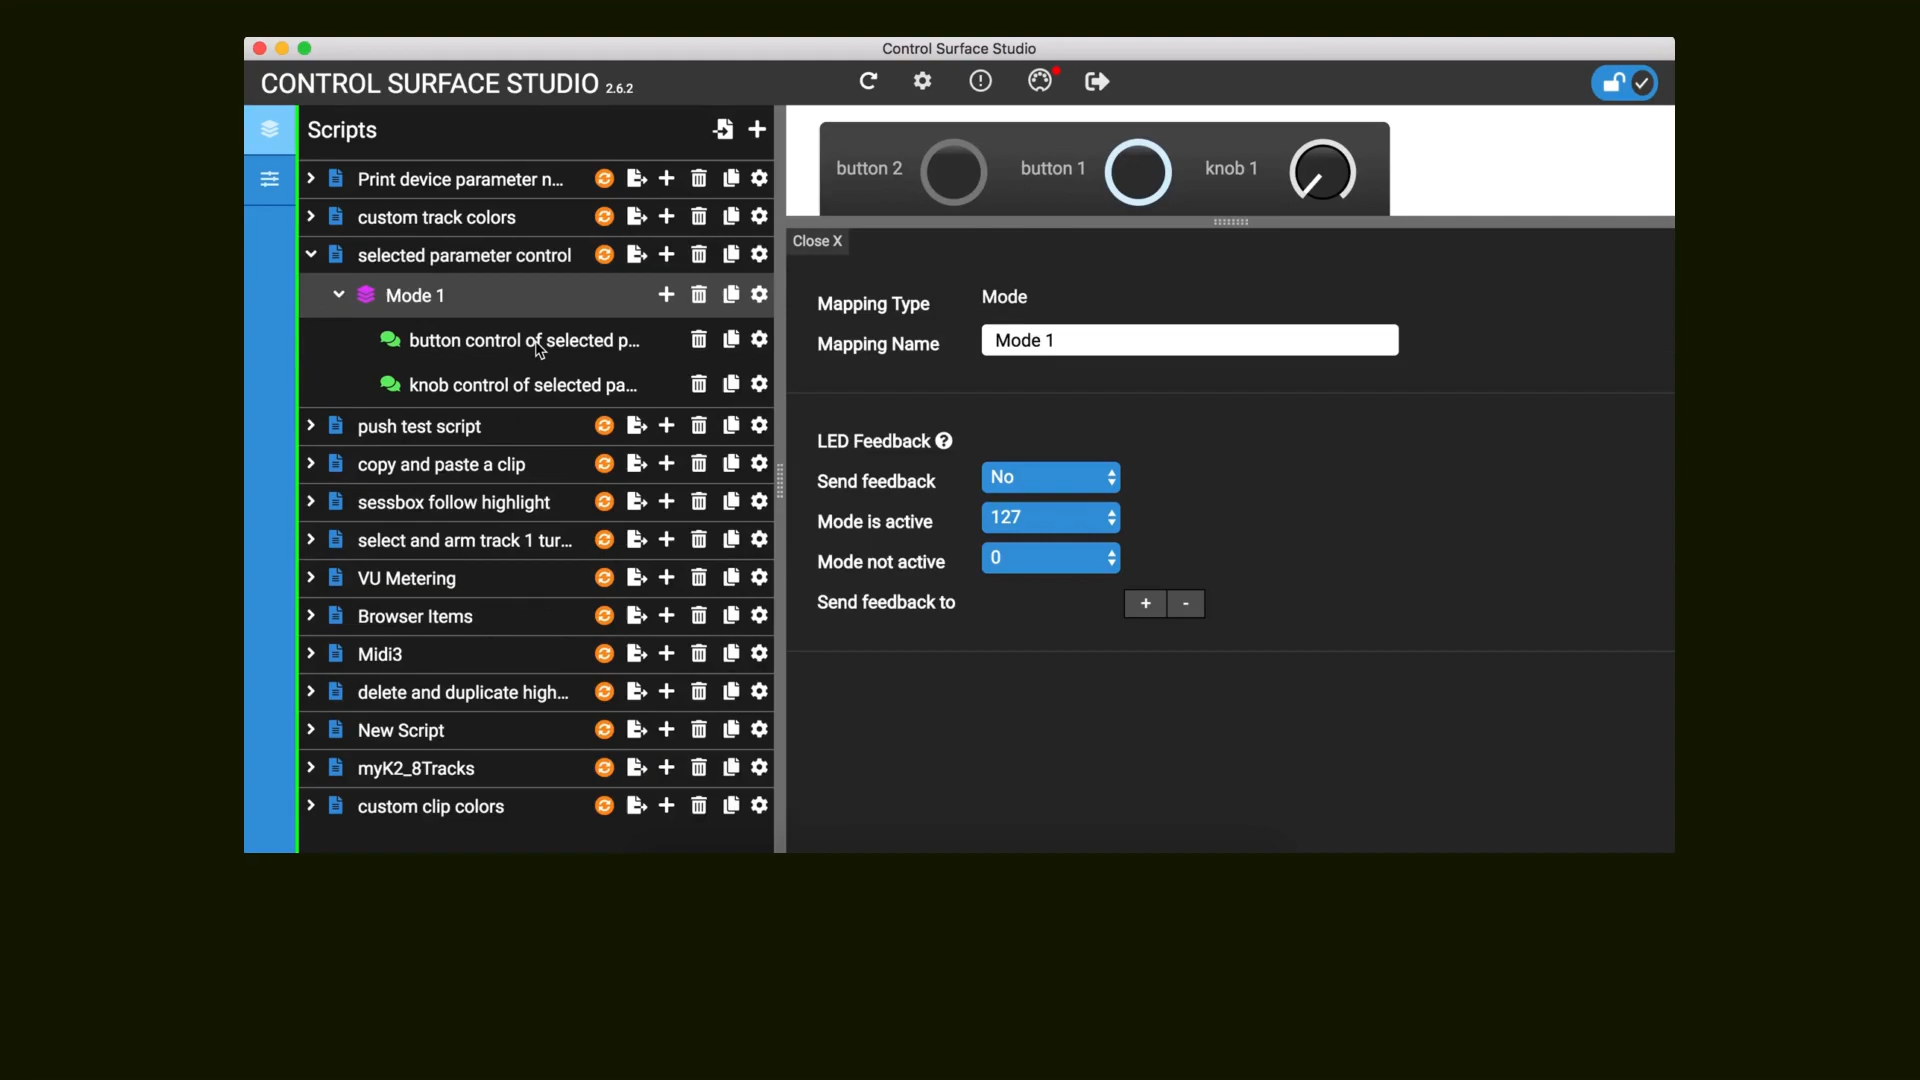 Control Surface Studio
CONTROL SURFACE STUDIO 2.6.2
Scripts
Print device parameter n...
custom track colors
selected parameter control
Mode 1
button control of selected p...
knob control of selected pa...
push test script
copy and paste a clip
sessbox follow highlight
select and arm track 1 tur...
VU Metering
Browser Items
Midi3
delete and duplicate high...
New Script
myK2_8Tracks
custom clip colors
button 2
button 1
knob 1
Close X
Mapping Type Mode
Mapping Name Mode 1
LED Feedback ?
Send feedback No
Mode is active 127
Mode not active 0
Send feedback to + -